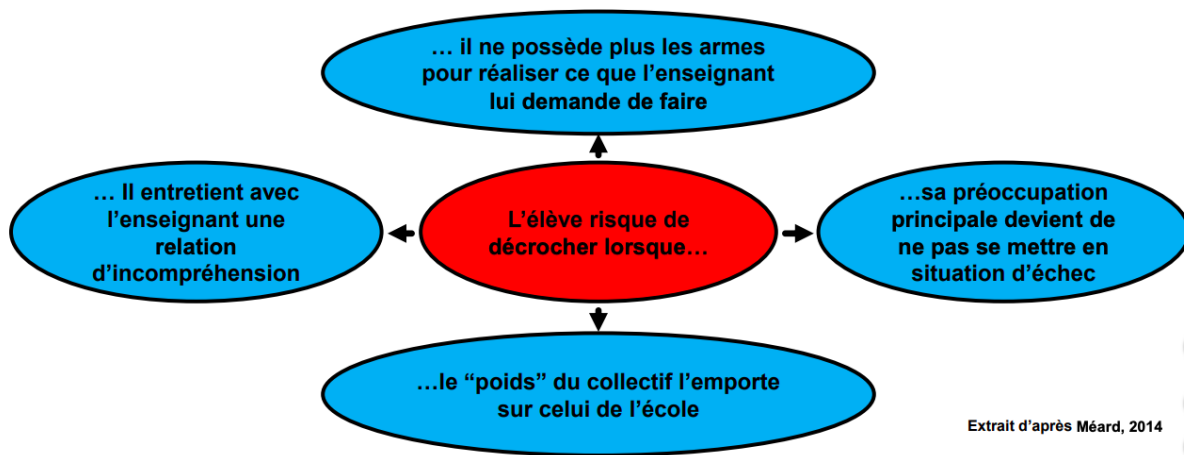 … il ne possède plus les armes
pour réaliser ce que l’enseignant
lui demande de faire
… Il entretient avec
l’enseignant une
relation
d’incompréhension
L’élève risque de
décrocher lorsque…
…sa préoccupation
principale devient de
ne pas se mettre en
situation d’échec
…le “poids” du collectif l’emporte
sur celui de l’école
Extrait d’après Méard, 2014